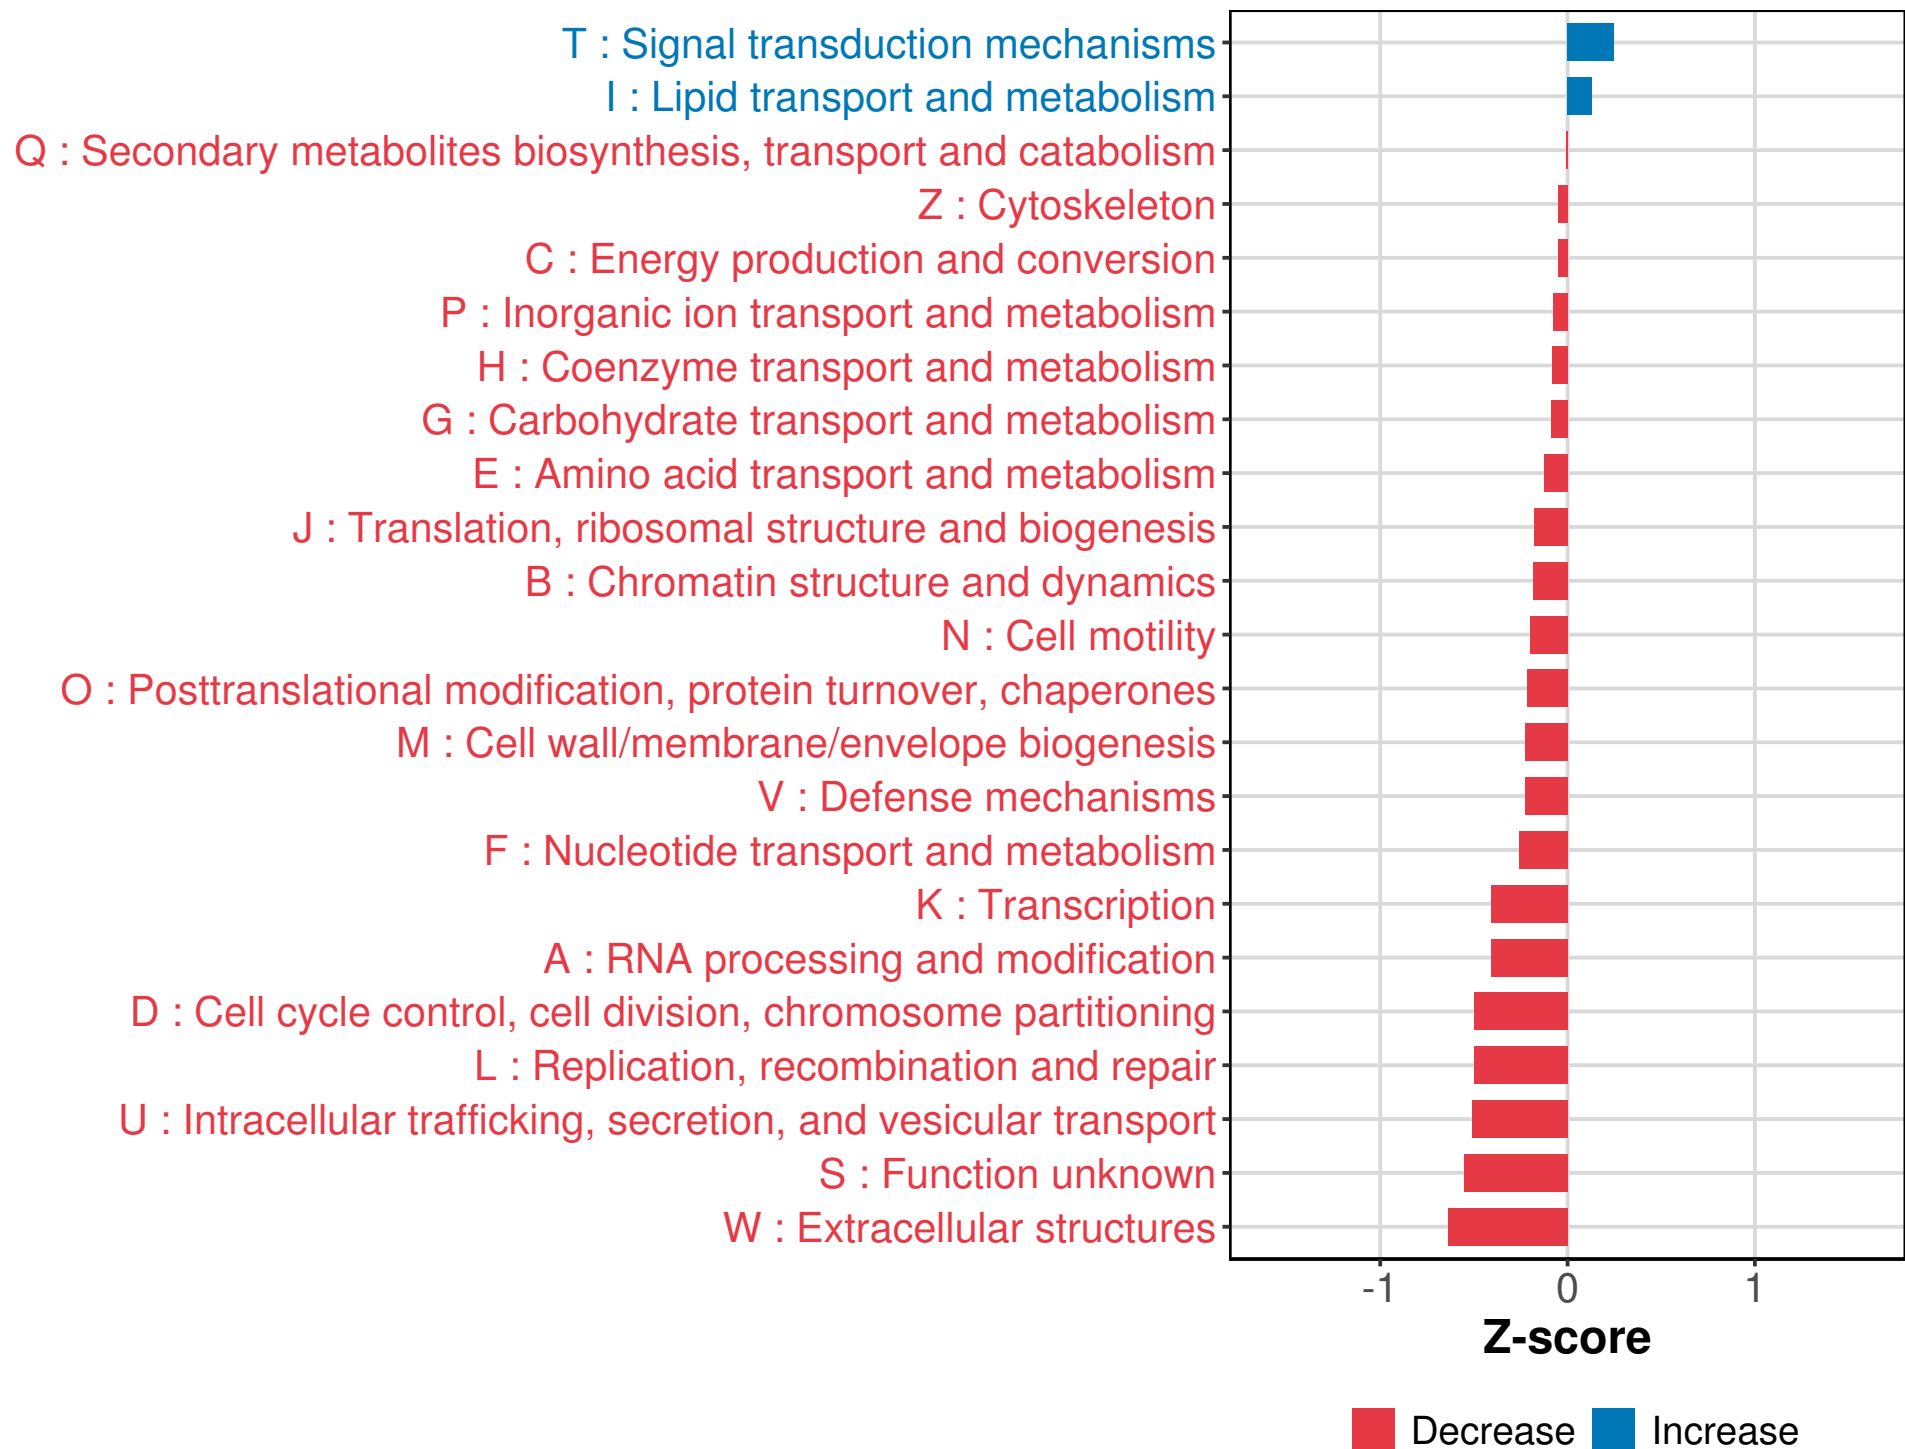 T : Signal transduction mechanisms
I : Lipid transport and metabolism
Q : Secondary metabolites biosynthesis, transport and catabolism
Z : Cytoskeleton
C : Energy production and conversion
P : Inorganic ion transport and metabolism
H : Coenzyme transport and metabolism
G : Carbohydrate transport and metabolism
E : Amino acid transport and metabolism
J : Translation, ribosomal structure and biogenesis
B : Chromatin structure and dynamics
N : Cell motility
O : Posttranslational modification, protein turnover, chaperones
M : Cell wall/membrane/envelope biogenesis
V : Defense mechanisms
F : Nucleotide transport and metabolism
K : Transcription
A : RNA processing and modification
D : Cell cycle control, cell division, chromosome partitioning
L : Replication, recombination and repair
U : Intracellular trafficking, secretion, and vesicular transport
S : Function unknown
W : Extracellular structures
-1 0 1
Z-score
Decrease Increase